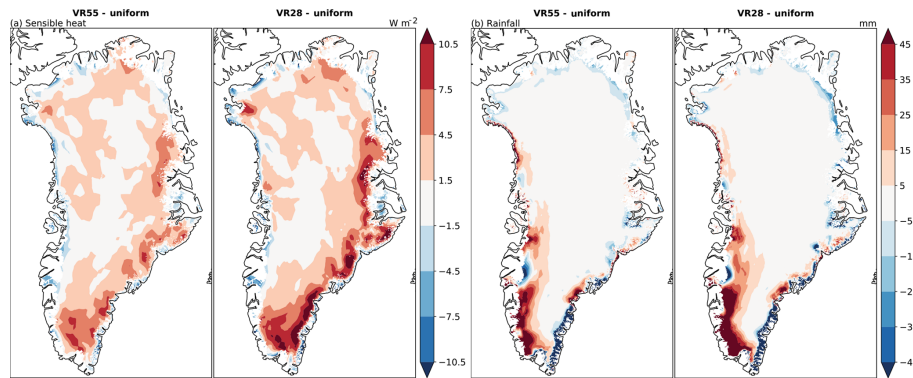 VR55 - uniform
VR28 - uniform
VR55 - uniform
VR28 - uniform
(a) Sensible heat
W m−2
(b) Rainfall
mm
10.5
7.5
4.5
1.5
−1.5
−4.5
−7.5
−10.5
45
35
25
15
5
−5
−1
−2
−3
−4